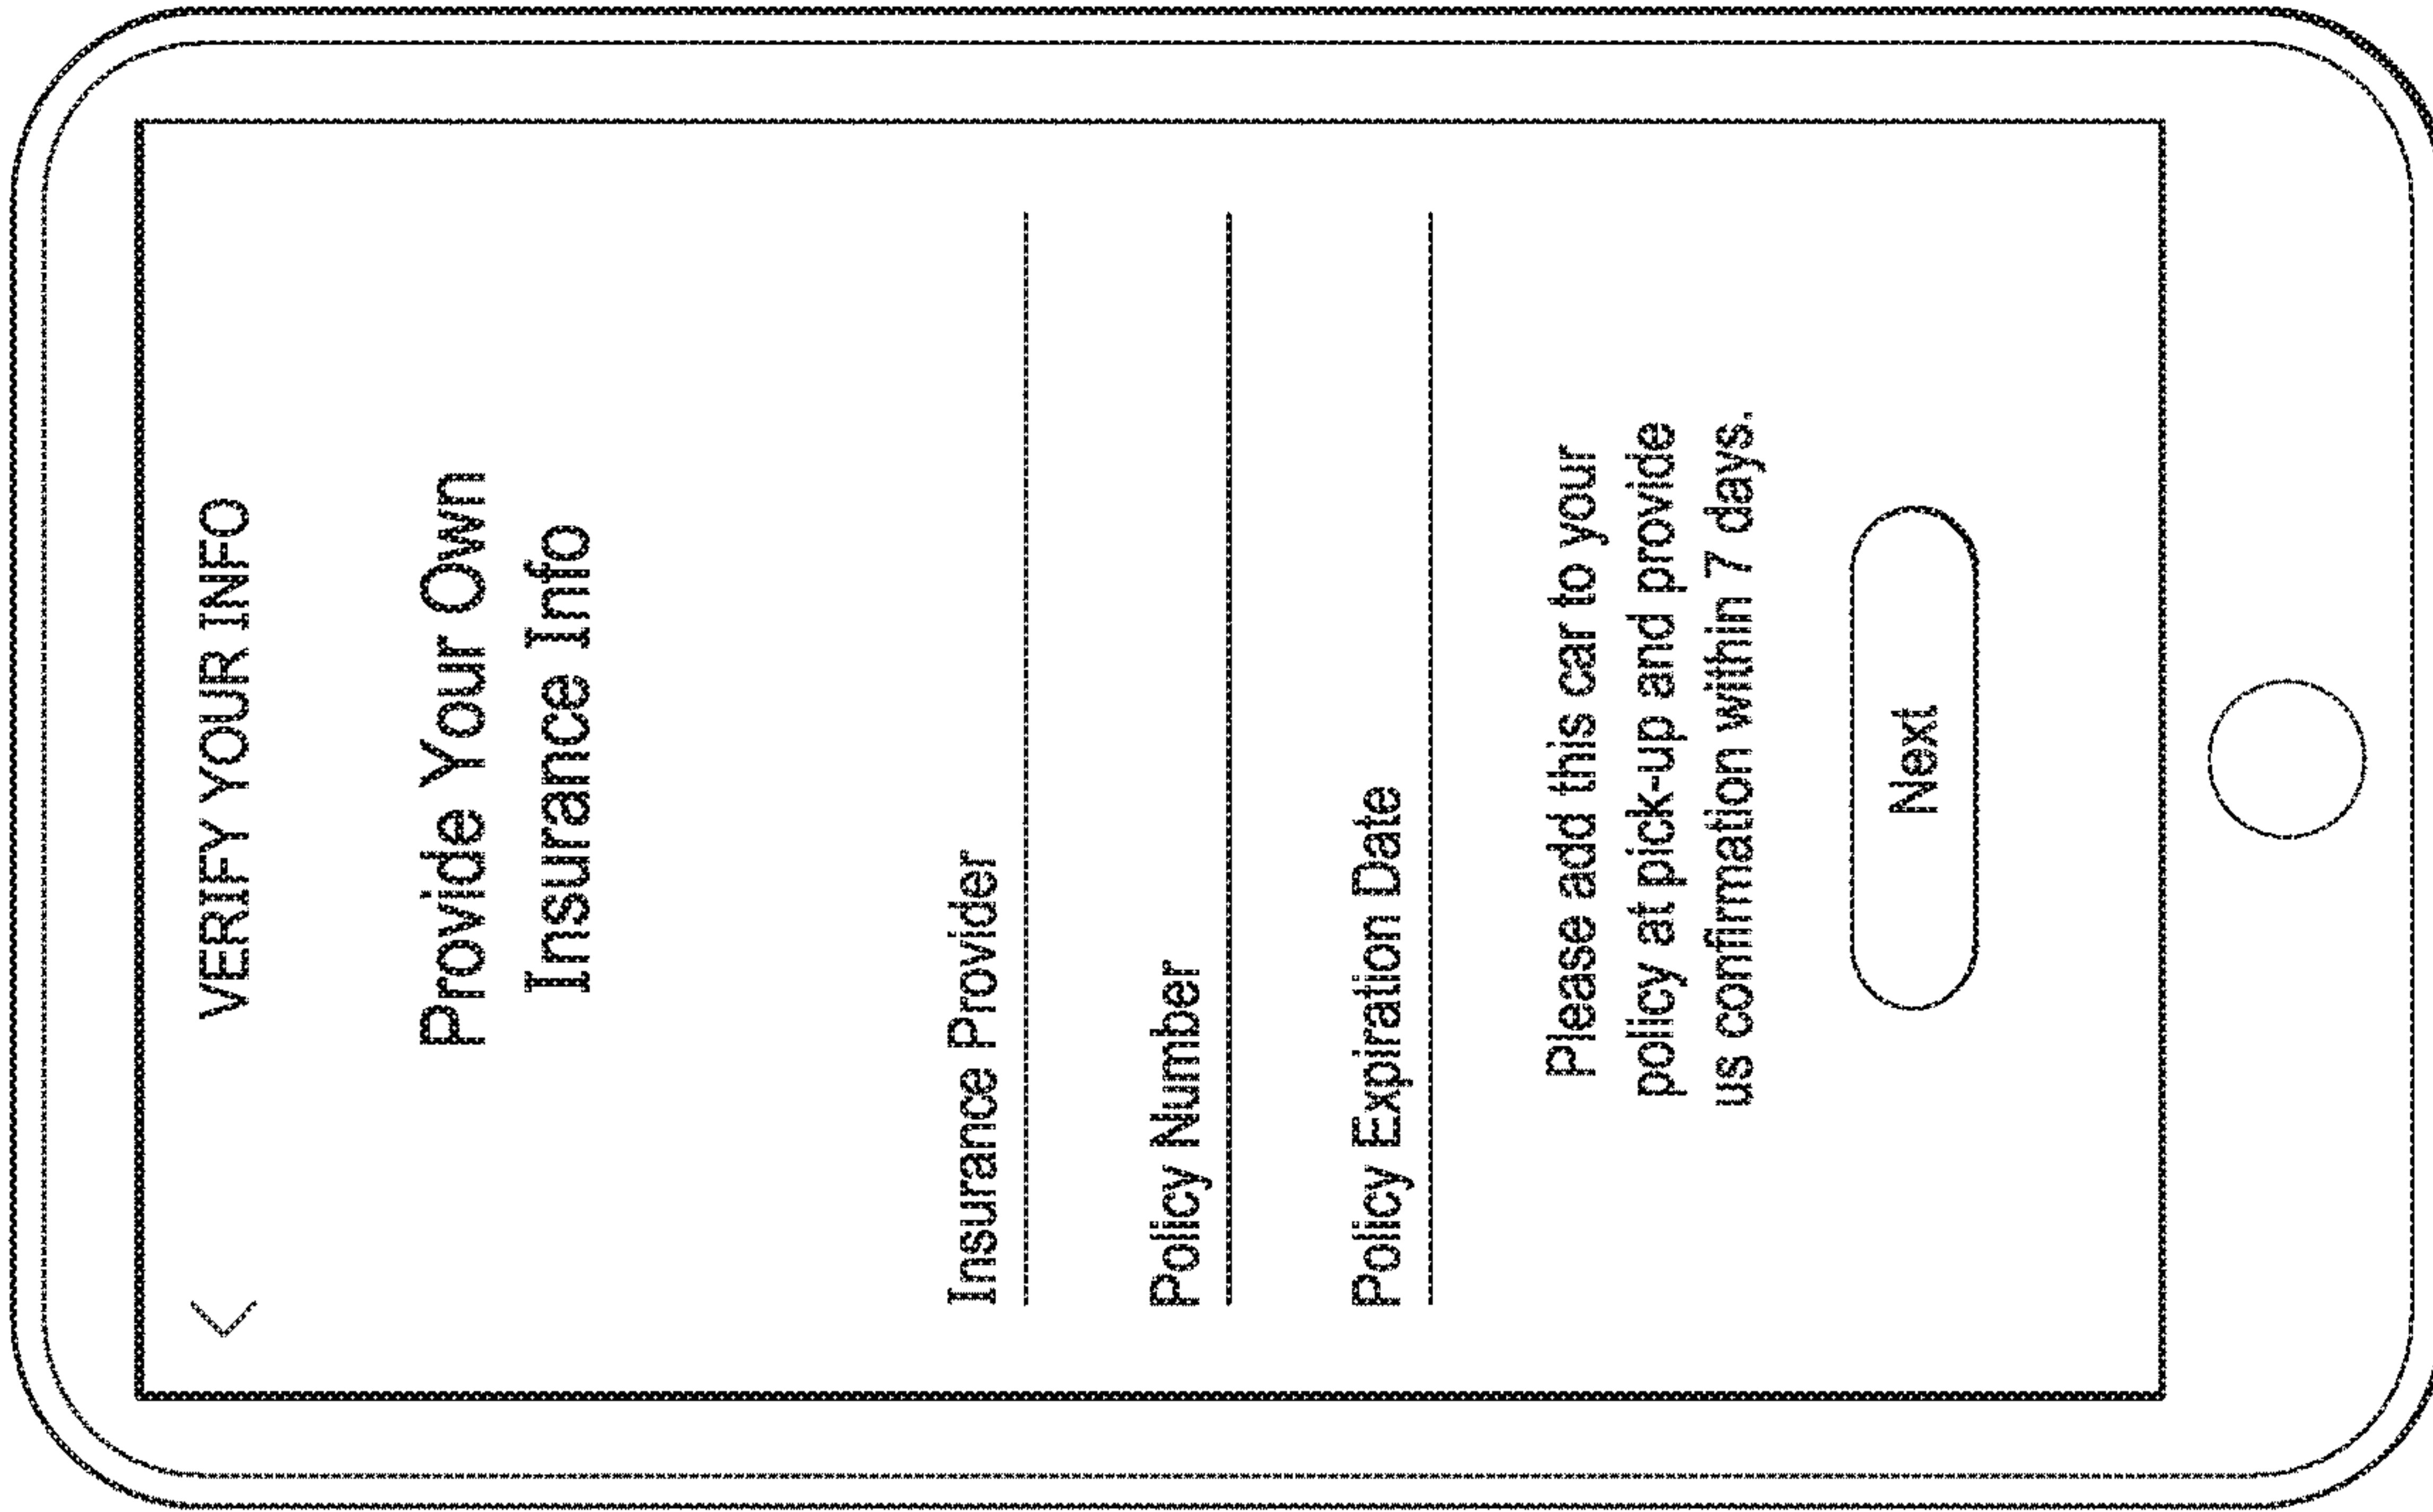 VERIFY YOUR INFO
Provide Your Own
Insurance Info
Insurance Provider
Policy Number
Policy Expiration Date
Please add this car to your
policy at pick-up and provide
us confirmation within 7 days.
Next